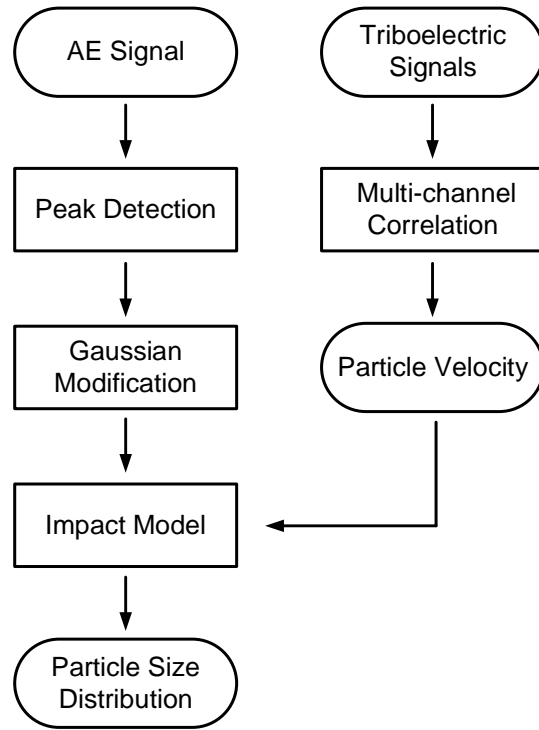 AE Signal
Triboelectric
Signals
Peak Detection
Multi-channel
Correlation
Gaussian
Modification
Particle Velocity
Impact Model
Particle Size
Distribution